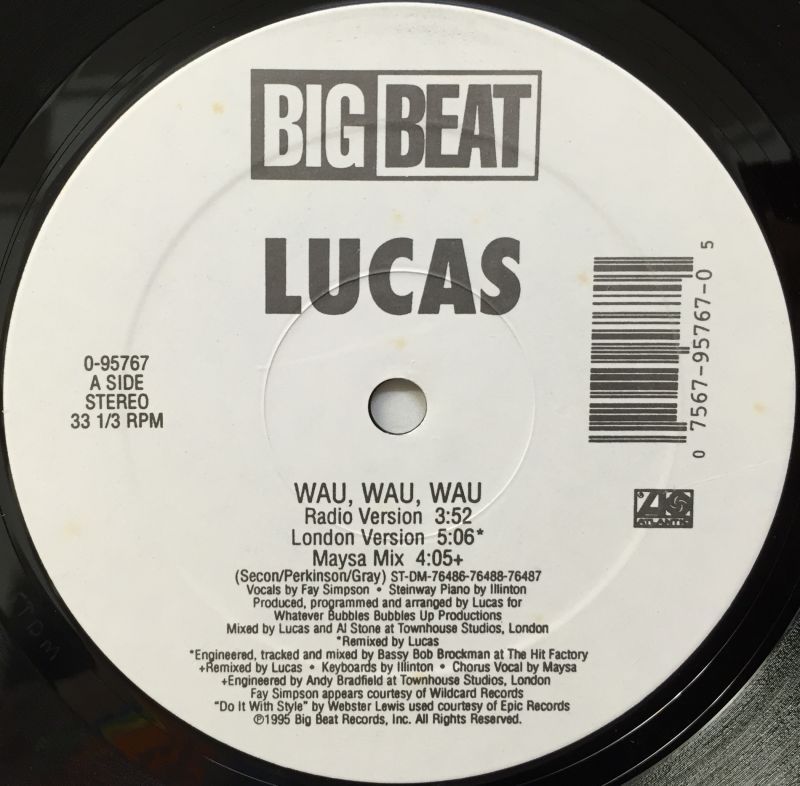 BIG BEAT
LUCAS
0-95767
A SIDE
STEREO
33 1/3 RPM
0 7567-95767-0 5
ATLANTIC
WAU, WAU, WAU
Radio Version 3:52
London Version 5:06*
Maysa Mix 4:05+
(Secon/Perkinson/Gray) ST-DM-76486-76488-76487
Vocals by Fay Simpson • Steinway Piano by Illinton
Produced, programmed and arranged by Lucas for
Whatever Bubbles Bubbles Up Productions
Mixed by Lucas and Al Stone at Townhouse Studios, London
*Remixed by Lucas
*Engineered, tracked and mixed by Bassy Bob Brockman at The Hit Factory
+Remixed by Lucas • Keyboards by Illinton • Chorus Vocal by Maysa
+Engineered by Andy Bradfield at Townhouse Studios, London
Fay Simpson appears courtesy of Wildcard Records
"Do It With Style" by Webster Lewis used courtesy of Epic Records
℗1995 Big Beat Records, Inc. All Rights Reserved.